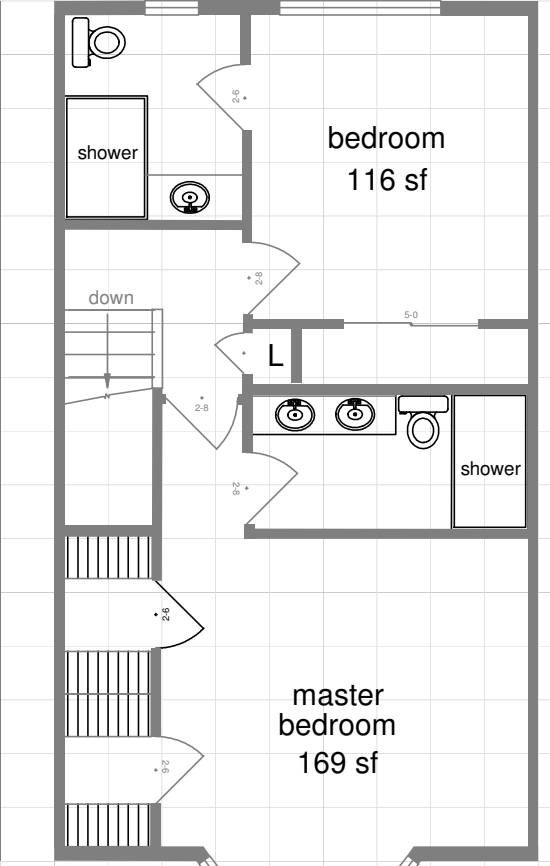 2-6
bedroom
116 sf
shower
2-8
down
5-0
L
2-8
shower
2-8
2-6
master
bedroom
169 sf
2-6